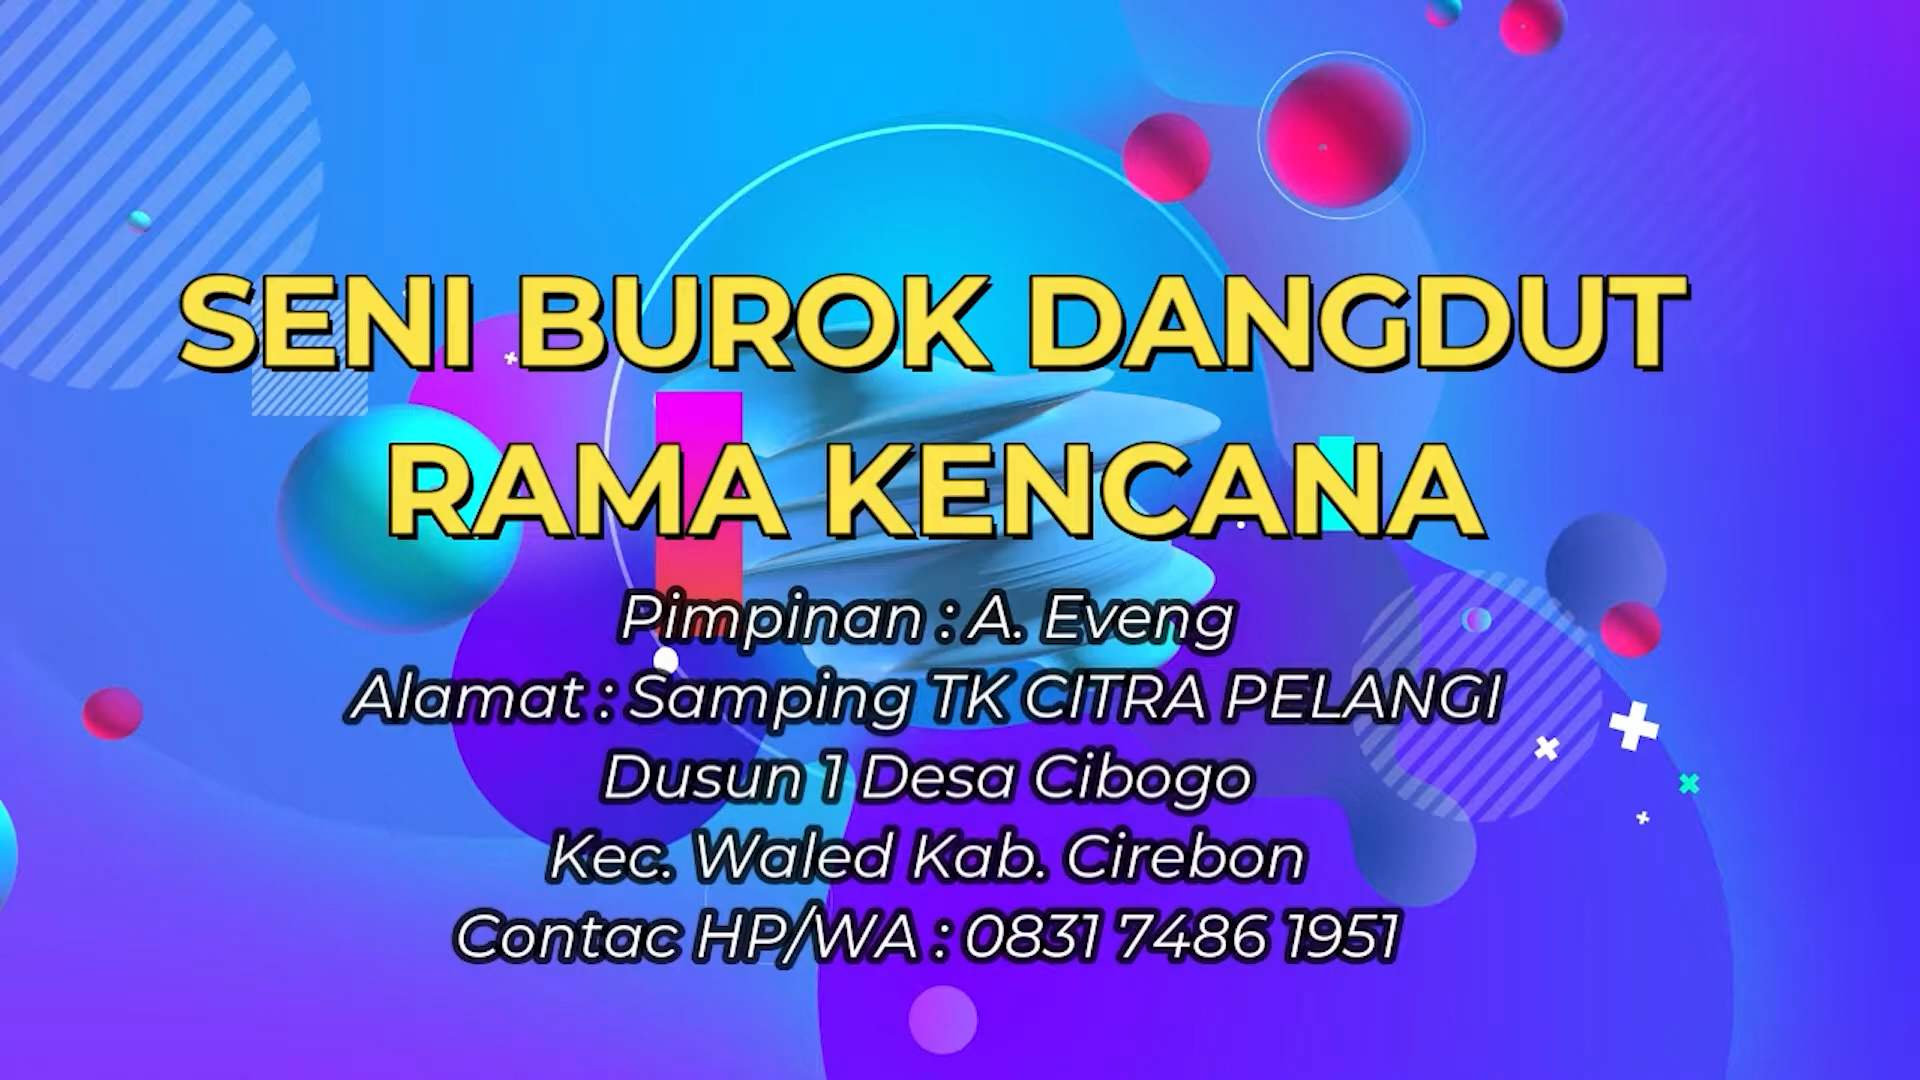 SENI BUROK DANGDUT
RAMA KENCANA
Pimpinan : A. Eveng
Alamat : Samping TK CITRA PELANGI
Dusun 1 Desa Cibogo
Kec. Waled Kab. Cirebon
Contac HP/WA : 0831 7486 1951